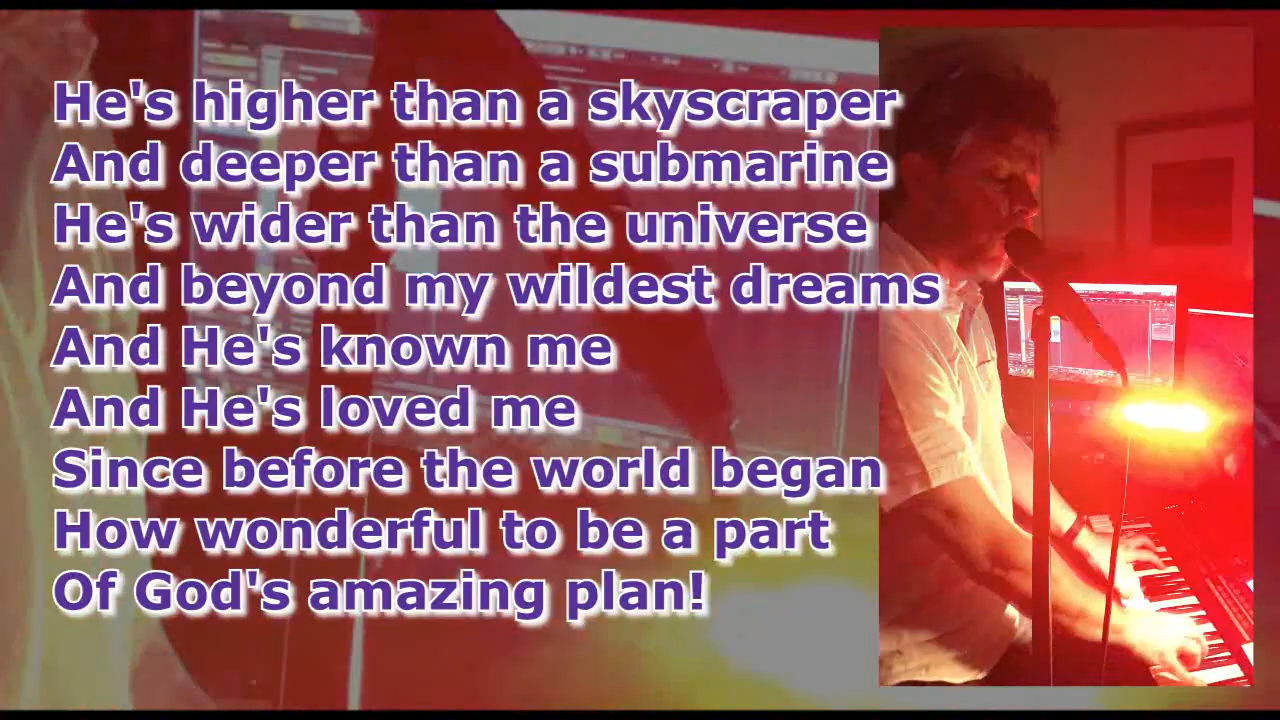 He's higher than a skyscraper
And deeper than a submarine
He's wider than the universe
And beyond my wildest dreams
And He's known me
And He's loved me
Since before the world began
How wonderful to be a part
Of God's amazing plan!